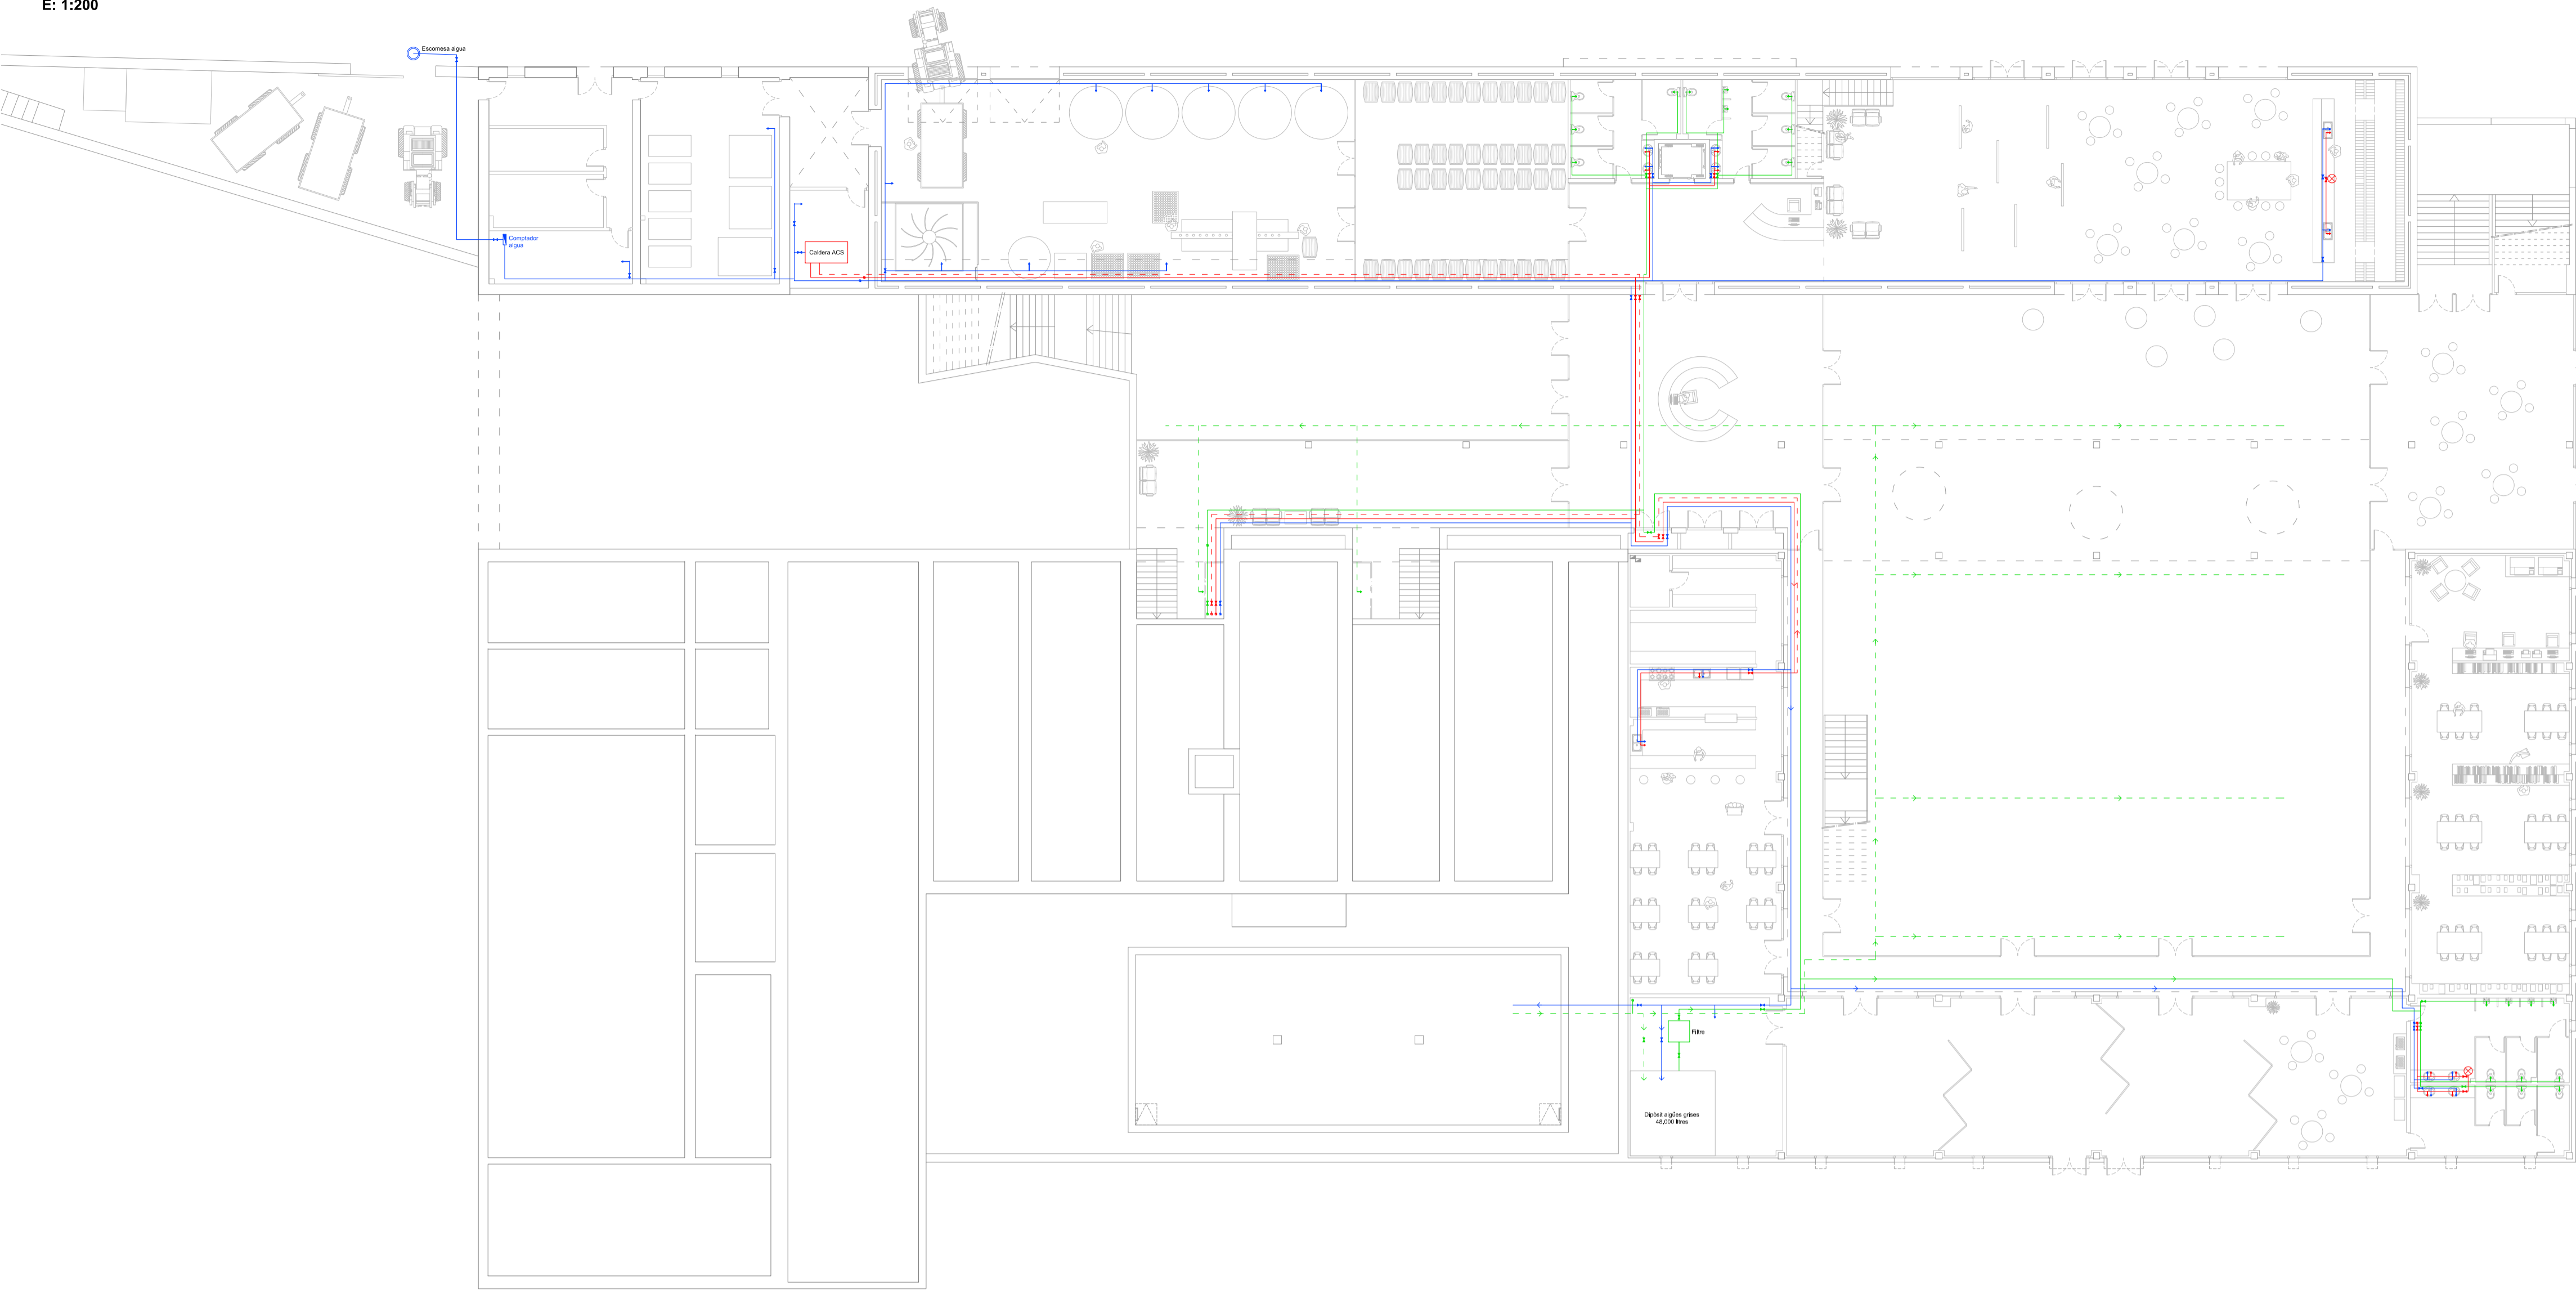 E: 1:200
Escomesa aigua
Comptador
aigua
Caldera ACS
Filtre
Dipòsit aigües grises
48,000 litres